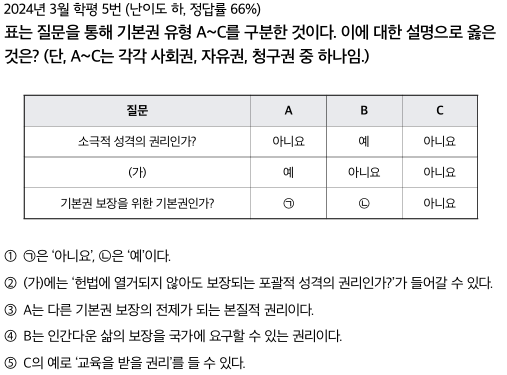 2024년 3월 학평 5번 (난이도 하, 정답률 66%)
표는 질문을 통해 기본권 유형 A~C를 구분한 것이다. 이에 대한 설명으로 옳은
것은? (단, A~C는 각각 사회권, 자유권, 청구권 중 하나임.)
질문 A B C
소극적 성격의 권리인가? 아니요 예 아니요
(가) 예 아니요 아니요
기본권 보장을 위한 기본권인가? ㉠ ㉡ 아니요
① ㉠은 ‘아니요’, ㉡은 ‘예’이다.
② (가)에는 ‘헌법에 열거되지 않아도 보장되는 포괄적 성격의 권리인가?’가 들어갈 수 있다.
③ A는 다른 기본권 보장의 전제가 되는 본질적 권리이다.
④ B는 인간다운 삶의 보장을 국가에 요구할 수 있는 권리이다.
⑤ C의 예로 ‘교육을 받을 권리’를 들 수 있다.